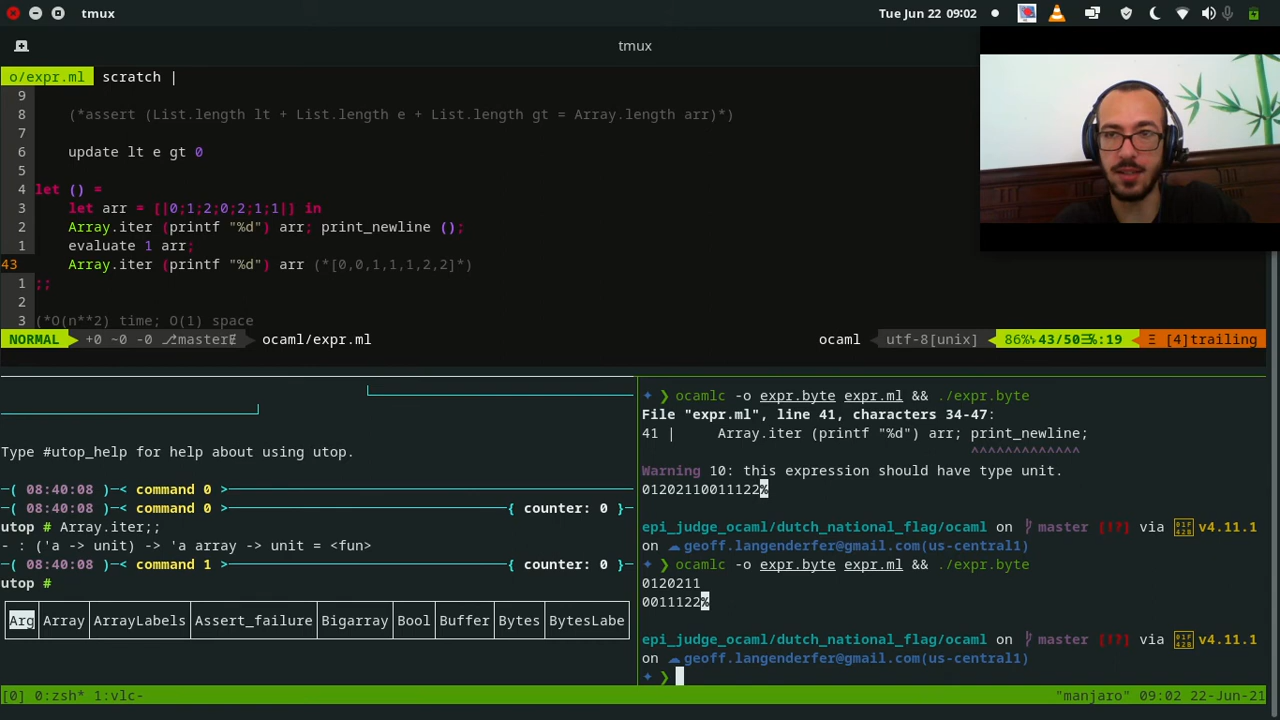 tmux
Tue Jun 22 09:02
tmux
o/expr.ml scratch |
9
8 (*assert (List.length lt + List.length e + List.length gt = Array.length arr)*)
7
6 update lt e gt 0
5
4 let () =
3 let arr = [|0;1;2;0;2;1;1|] in
2 Array.iter (printf "%d") arr; print_newline ();
1 evaluate 1 arr;
43 Array.iter (printf "%d") arr (*[0,0,1,1,1,2,2]*)
1 ;;
2
3 (*O(n**2) time; O(1) space
NORMAL +0 ~0 -0 master ocaml/expr.ml ocaml utf-8[unix] 86% 43/50 :19 Ξ [4]trailing
Type #utop_help for help about using utop.
─( 08:40:08 )─< command 0 >
─( 08:40:08 )─< command 0 >─{ counter: 0 }─
utop # Array.iter;;
- : ('a -> unit) -> 'a array -> unit = <fun>
─( 08:40:08 )─< command 1 >─{ counter: 0 }─
utop #
Arg Array ArrayLabels Assert_failure Bigarray Bool Buffer Bytes BytesLabe
✦ ❯ ocamlc -o expr.byte expr.ml && ./expr.byte
File "expr.ml", line 41, characters 34-47:
41 | Array.iter (printf "%d") arr; print_newline;
^^^^^^^^^^^^^
Warning 10: this expression should have type unit.
01202110011122%
epi_judge_ocaml/dutch_national_flag/ocaml on master [!?] via v4.11.1
on geoff.langenderfer@gmail.com(us-central1)
✦ ❯ ocamlc -o expr.byte expr.ml && ./expr.byte
0120211
0011122%
epi_judge_ocaml/dutch_national_flag/ocaml on master [!?] via v4.11.1
on geoff.langenderfer@gmail.com(us-central1)
✦ ❯
[0] 0:zsh* 1:vlc- "manjaro" 09:02 22-Jun-21